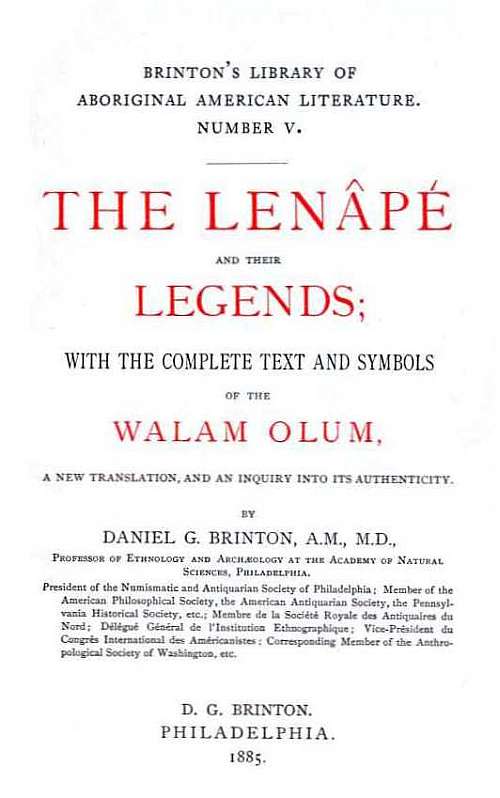 BRINTON'S LIBRARY OF
ABORIGINAL AMERICAN LITERATURE.
NUMBER V.
THE LENÂPÉ
AND THEIR
LEGENDS;
WITH THE COMPLETE TEXT AND SYMBOLS
OF THE
WALAM OLUM,
A NEW TRANSLATION, AND AN INQUIRY INTO ITS AUTHENTICITY.
BY
DANIEL G. BRINTON, A.M., M.D.,
PROFESSOR OF ETHNOLOGY AND ARCHÆOLOGY AT THE ACADEMY OF NATURAL
SCIENCES, PHILADELPHIA.
President of the Numismatic and Antiquarian Society of Philadelphia; Member of the
American Philosophical Society, the American Antiquarian Society, the Pennsyl-
vania Historical Society, etc.; Membre de la Société Royale des Antiquaires du
Nord; Délégué Général de l'Institution Ethnographique; Vice-Président du
Congrès International des Américanistes; Corresponding Member of the Anthro-
pological Society of Washington, etc.
D. G. BRINTON.
PHILADELPHIA.
1885.